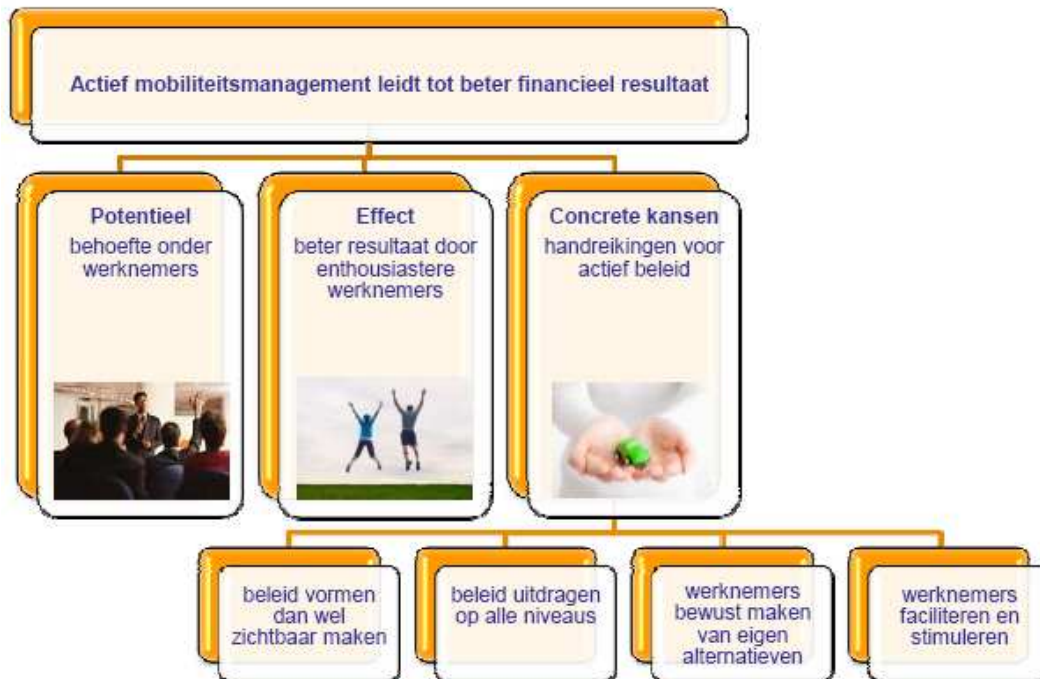 Actief mobiliteitsmanagement leidt tot beter financieel resultaat
Potentieel
behoefte onder
werknemers
Effect
beter resultaat door
enthousiastere
werknemers
Concrete kansen
handreikingen voor
actief beleid
beleid vormen
dan wel
zichtbaar maken
beleid uitdragen
op alle niveaus
werknemers
bewust maken
van eigen
alternatieven
werknemers
faciliteren en
stimuleren